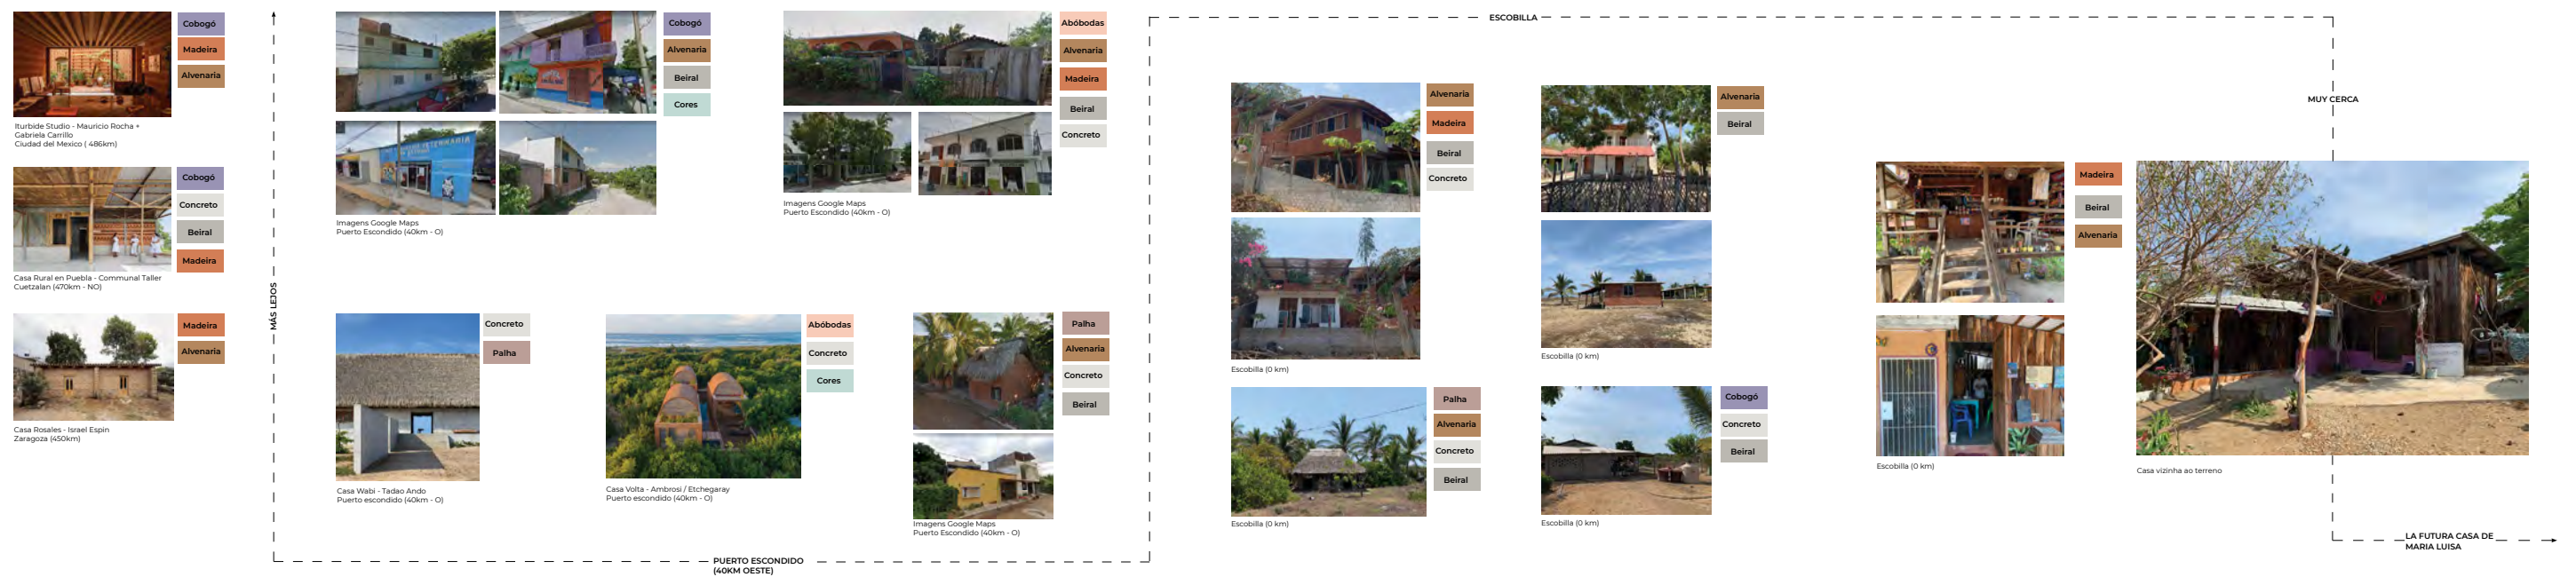 Cobogó
Madeira
Alvenaria
Iturbide Studio - Mauricio Rocha +
Gabriela Carrillo
Ciudad del Mexico ( 486km)
Cobogó
Concreto
Beiral
Madeira
Casa Rural en Puebla - Communal Taller
Cuetzalan (470km - NO)
Madeira
Alvenaria
Casa Rosales - Israel Espin
Zaragoza (450km)
MÁS LEJOS
Cobogó
Alvenaria
Beiral
Cores
Imagens Google Maps
Puerto Escondido (40km - O)
Abóbodas
Alvenaria
Madeira
Beiral
Concreto
Imagens Google Maps
Puerto Escondido (40km - O)
Concreto
Palha
Casa Wabi - Tadao Ando
Puerto escondido (40km - O)
Abóbodas
Concreto
Cores
Casa Volta - Ambrosi / Etchegaray
Puerto escondido (40km - O)
Palha
Alvenaria
Concreto
Beiral
Imagens Google Maps
Puerto Escondido (40km - O)
PUERTO ESCONDIDO
(40KM OESTE)
ESCOBILLA
Alvenaria
Madeira
Beiral
Concreto
Escobilla (0 km)
Alvenaria
Beiral
Escobilla (0 km)
Palha
Alvenaria
Concreto
Beiral
Escobilla (0 km)
Cobogó
Concreto
Beiral
Escobilla (0 km)
MUY CERCA
Madeira
Beiral
Alvenaria
Escobilla (0 km)
Casa vizinha ao terreno
LA FUTURA CASA DE
MARIA LUISA